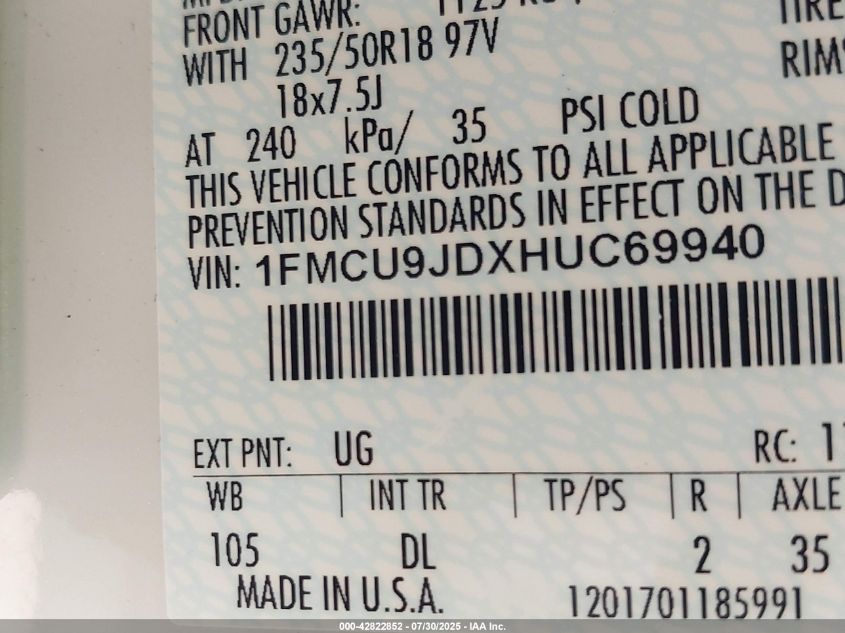 FRONT GAWR:
WITH 235/50R18 97V
RIM
18x7.5J
AT 240 kPa/ 35 PSI COLD
THIS VEHICLE CONFORMS TO ALL APPLICABLE
PREVENTION STANDARDS IN EFFECT ON THE D
VIN: 1FMCU9JDXHUC69940
EXT PNT: UG RC: 1
WB INT TR TP/PS R AXLE
105 DL 2 35
MADE IN U.S.A. 1201701185991
000-42822852 - 07/30/2025 - IAA Inc.